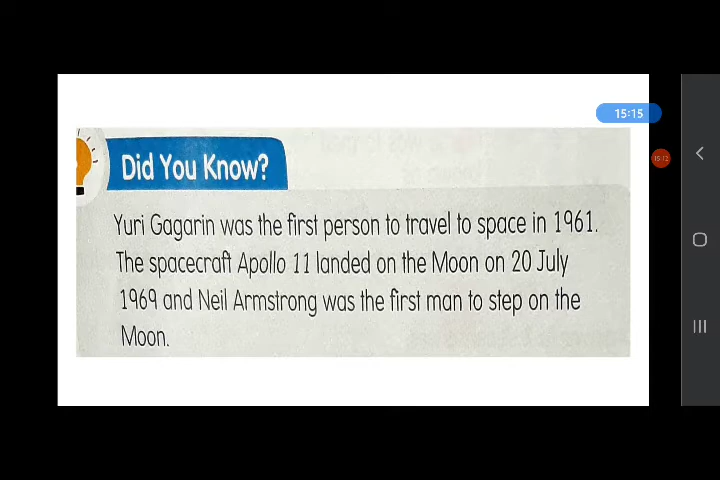 15:15
15:12
Did You Know?
Yuri Gagarin was the first person to travel to space in 1961.
The spacecraft Apollo 11 landed on the Moon on 20 July
1969 and Neil Armstrong was the first man to step on the
Moon.